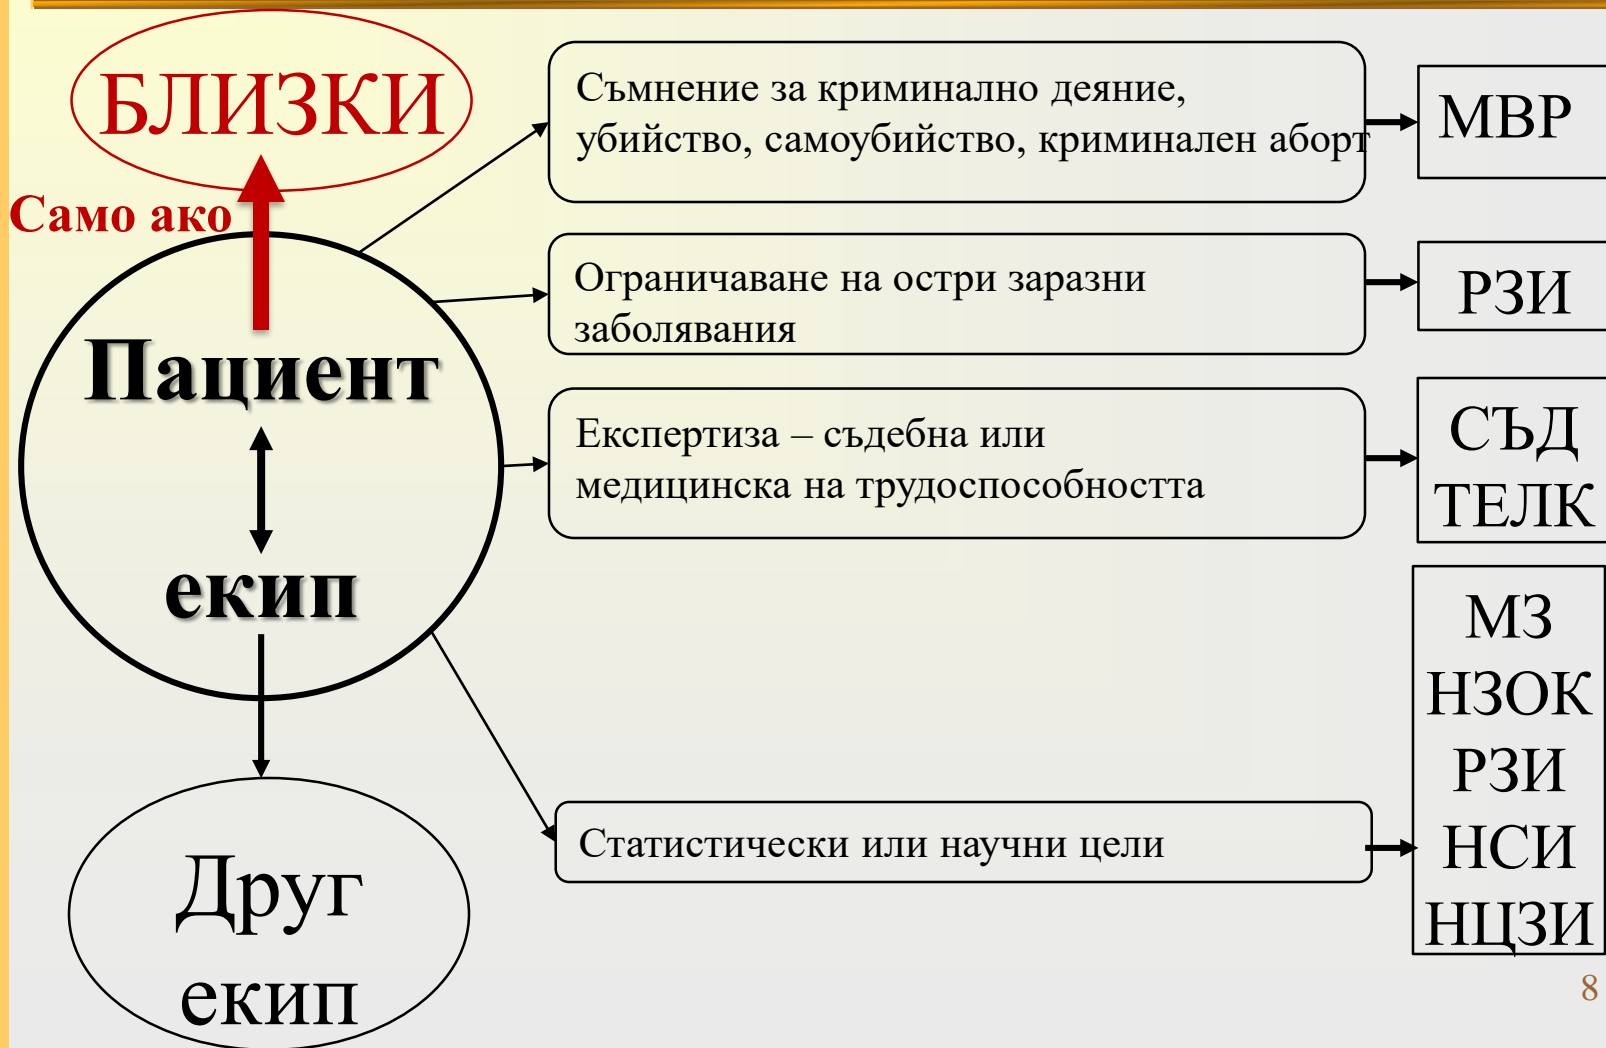 БЛИЗКИ
Само ако
Пациент
екип
Друг
екип
Съмнение за криминално деяние,
убийство, самоубийство, криминален аборт
МВР
Ограничаване на остри заразни
заболявания
РЗИ
Експертиза – съдебна или
медицинска на трудоспособността
СЪД
ТЕЛК
Статистически или научни цели
МЗ
НЗОК
РЗИ
НСИ
НЦЗИ
8